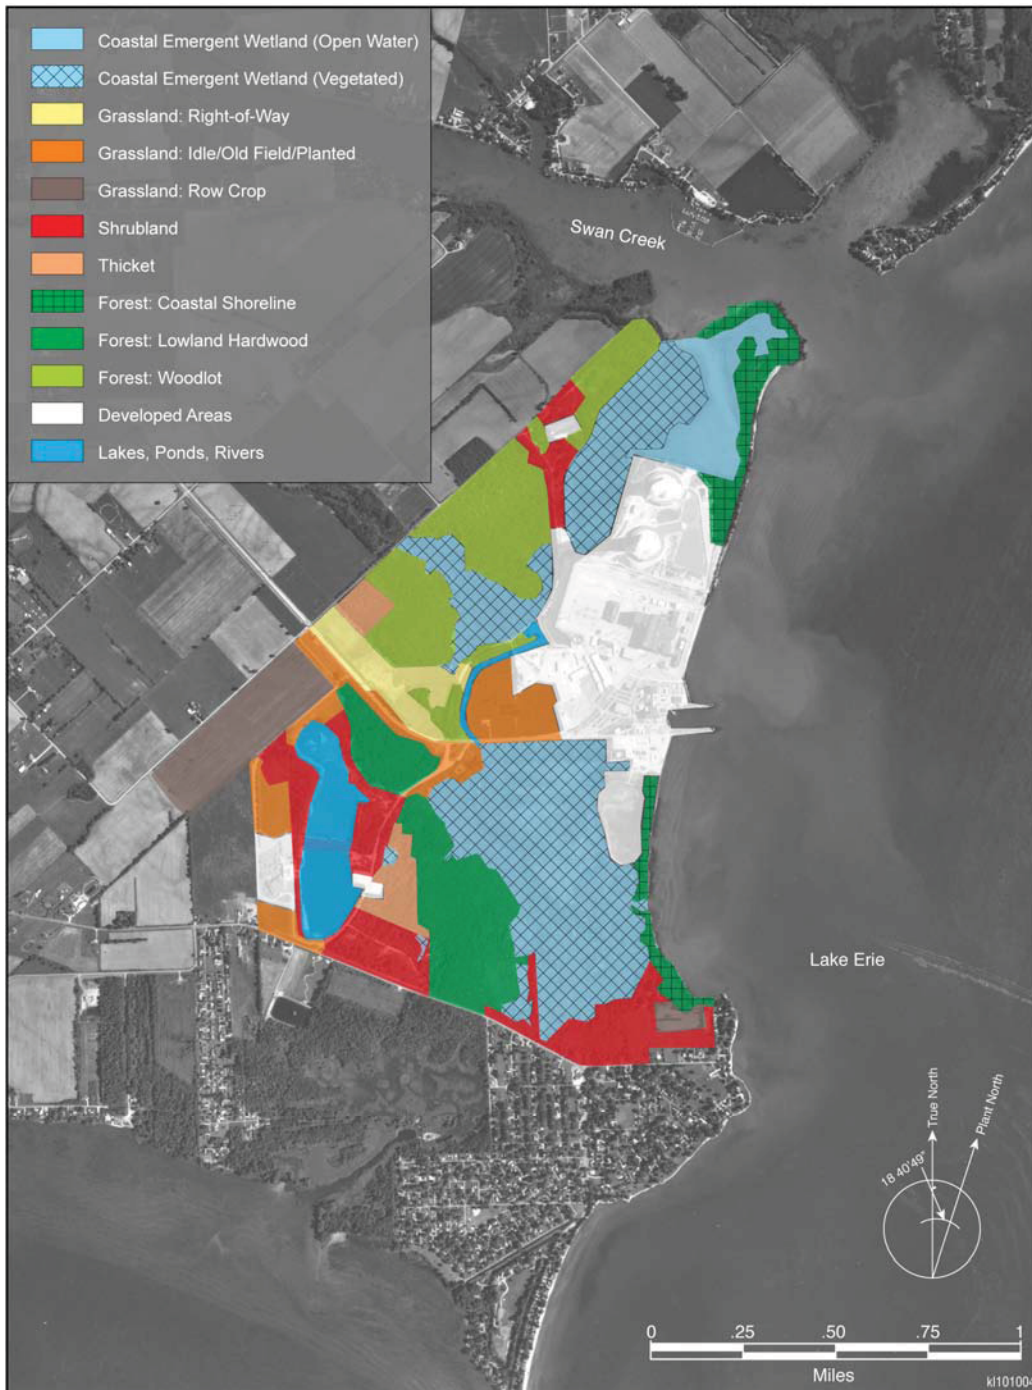 Coastal Emergent Wetland (Open Water)
Coastal Emergent Wetland (Vegetated)
Grassland: Right-of-Way
Grassland: Idle/Old Field/Planted
Grassland: Row Crop
Shrubland
Thicket
Forest: Coastal Shoreline
Forest: Lowland Hardwood
Forest: Woodlot
Developed Areas
Lakes, Ponds, Rivers
Swan Creek
Lake Erie
True North
Plant North
18 40'49"
0 .25 .50 .75 1
Miles
kl101004